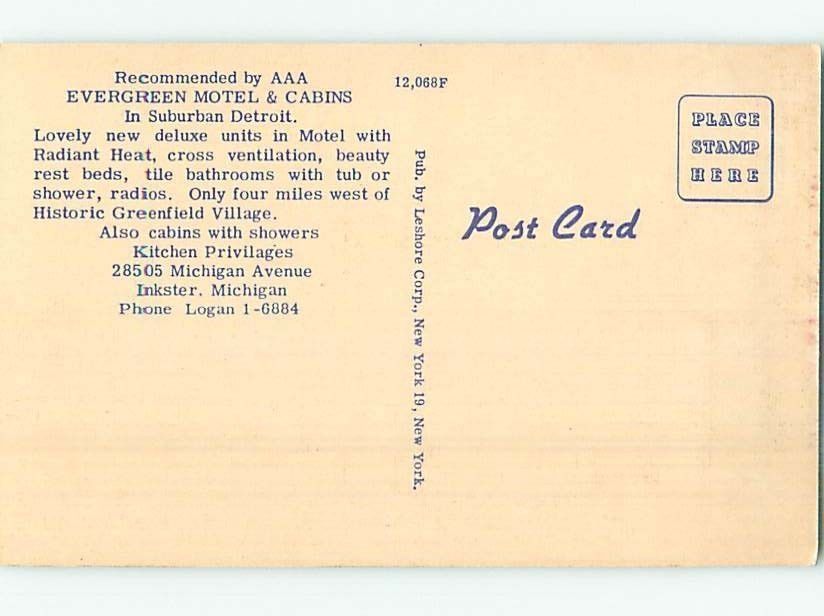 Recommended by AAA
EVERGREEN MOTEL & CABINS
In Suburban Detroit.
Lovely new deluxe units in Motel with
Radiant Heat, cross ventilation, beauty
rest beds, tile bathrooms with tub or
shower, radios. Only four miles west of
Historic Greenfield Village.
Also cabins with showers
Kitchen Privilages
28505 Michigan Avenue
Inkster, Michigan
Phone Logan 1-6884
12,068F
Pub. by Leshore Corp., New York 19, New York.
Post Card
PLACE
STAMP
HERE